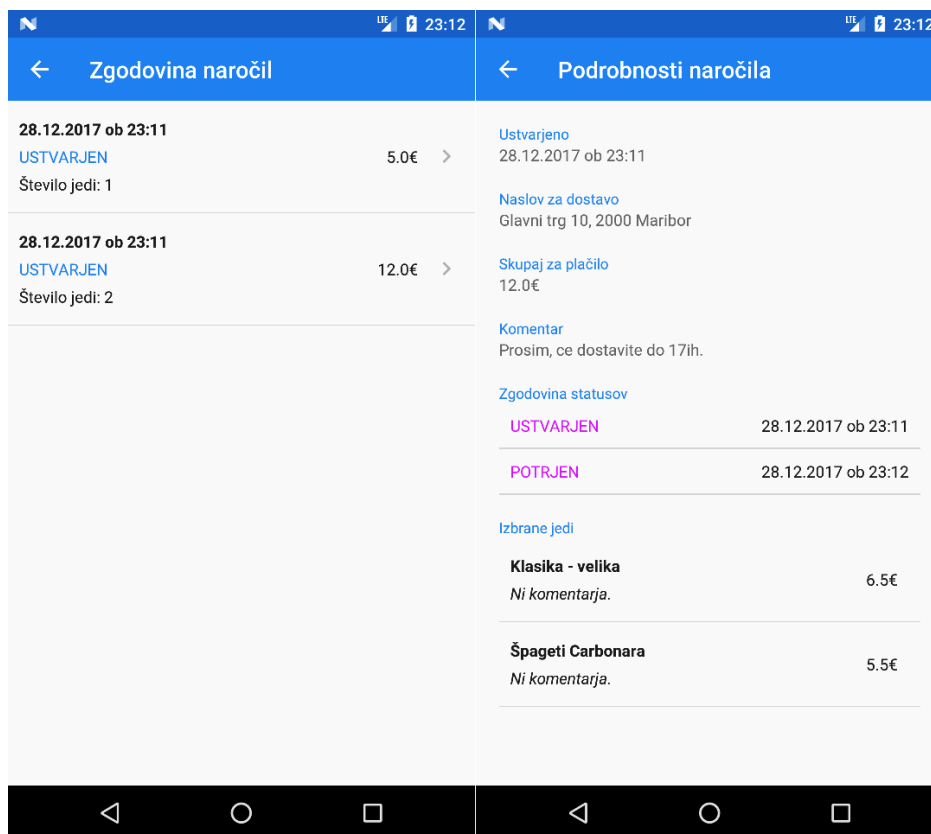 LTE 23:12
Zgodovina naročil
28.12.2017 ob 23:11
USTVARJEN
5.0€
Število jedi: 1
28.12.2017 ob 23:11
USTVARJEN
12.0€
Število jedi: 2
LTE 23:12
Podrobnosti naročila
Ustvarjeno
28.12.2017 ob 23:11
Naslov za dostavo
Glavni trg 10, 2000 Maribor
Skupaj za plačilo
12.0€
Komentar
Prosim, ce dostavite do 17ih.
Zgodovina statusov
USTVARJEN 28.12.2017 ob 23:11
POTRJEN 28.12.2017 ob 23:12
Izbrane jedi
Klasika - velika
6.5€
Ni komentarja.
Špageti Carbonara
5.5€
Ni komentarja.